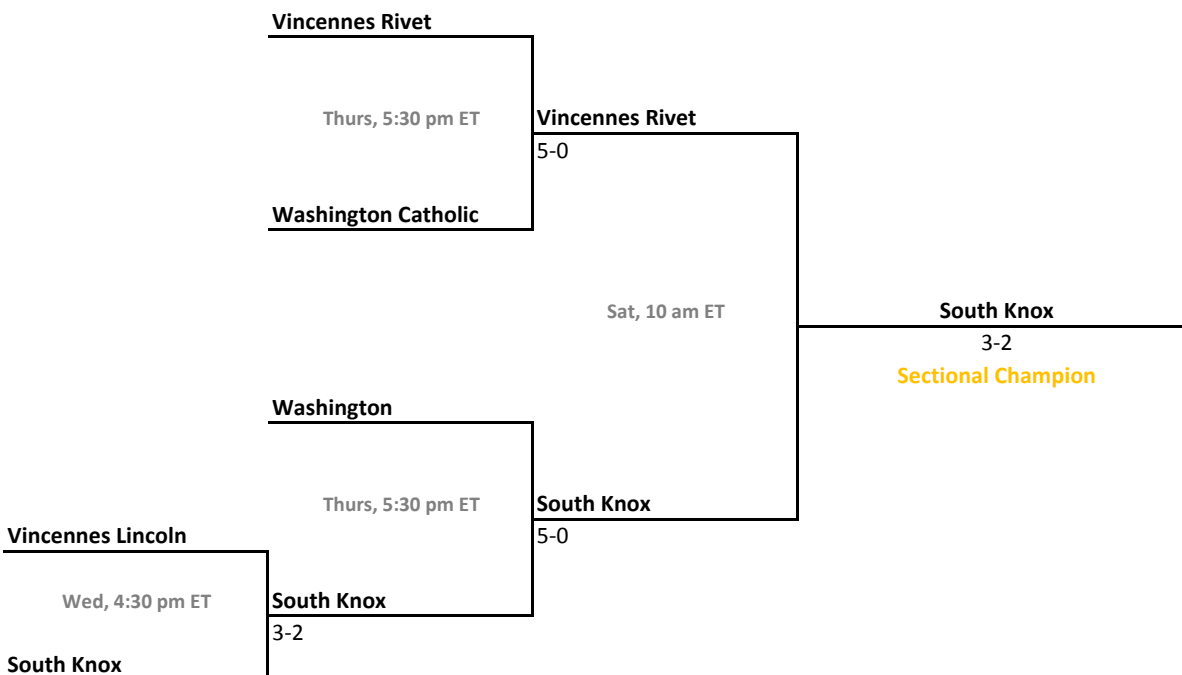 Vincennes Rivet
Thurs, 5:30 pm ET
Vincennes Rivet
5-0
Washington Catholic
Sat, 10 am ET
South Knox
3-2
Sectional Champion
Washington
Thurs, 5:30 pm ET
South Knox
5-0
Vincennes Lincoln
Wed, 4:30 pm ET
South Knox
3-2
South Knox